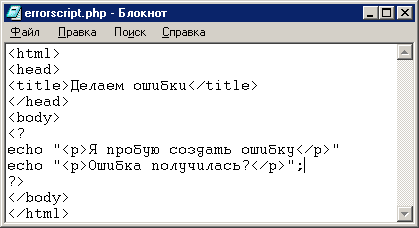 errorscript.php - Блокнот
Файл Правка Поиск Справка
<html>
<head>
<title>Делаем ошибки</title>
</head>
<body>
<?
echo "<p>Я пробую создать ошибку</p>"
echo "<p>Ошибка получилась?</p>";
?>
</body>
</html>